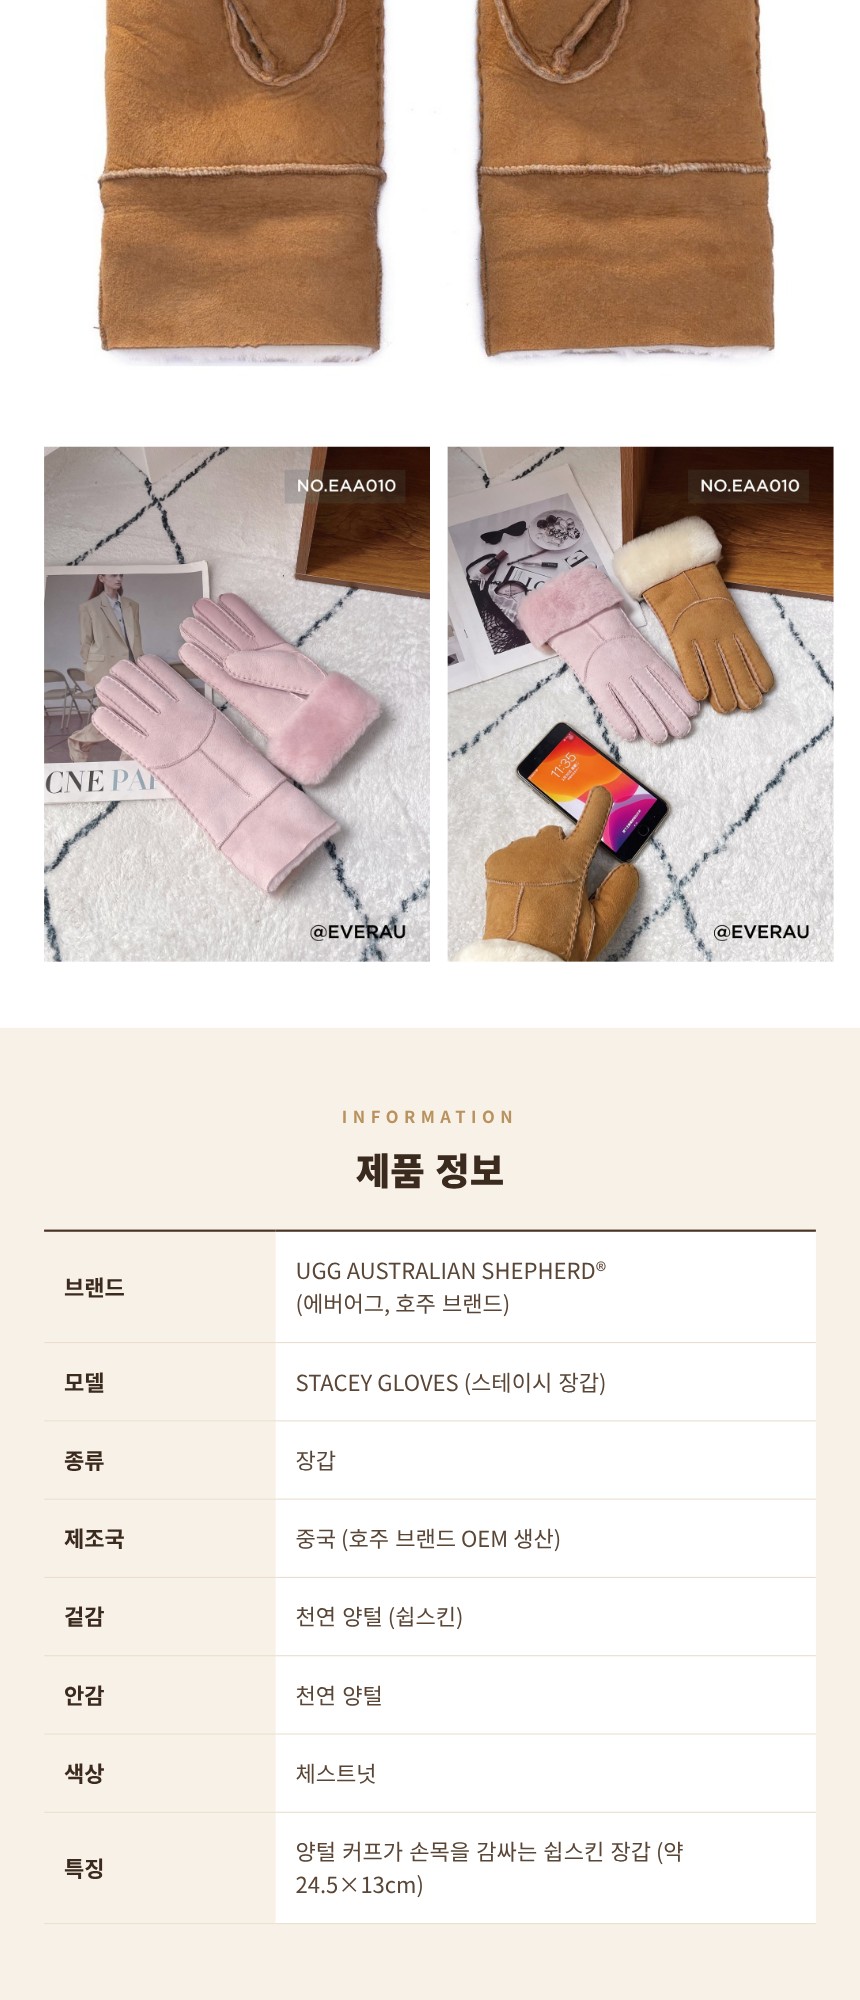 NO.EAA010
CNE PA
@EVERAU
NO.EAA010
11:35
@EVERAU
INFORMATION
제품 정보
브랜드
UGG AUSTRALIAN SHEPHERD®
(에버어그, 호주 브랜드)
모델
STACEY GLOVES (스테이시 장갑)
종류
장갑
제조국
중국 (호주 브랜드 OEM 생산)
겉감
천연 양털 (쉽스킨)
안감
천연 양털
색상
체스트넛
특징
양털 커프가 손목을 감싸는 쉽스킨 장갑 (약
24.5×13cm)